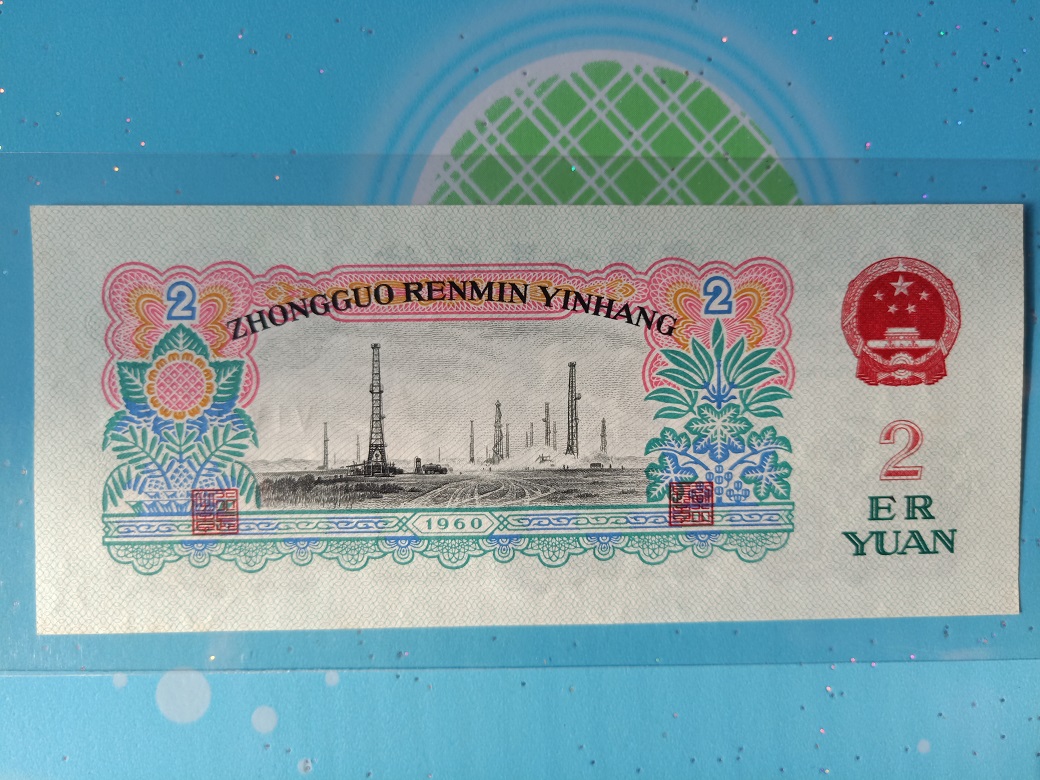 2
2
ZHONGGUO RENMIN YINHANG
1960
2
ER
YUAN